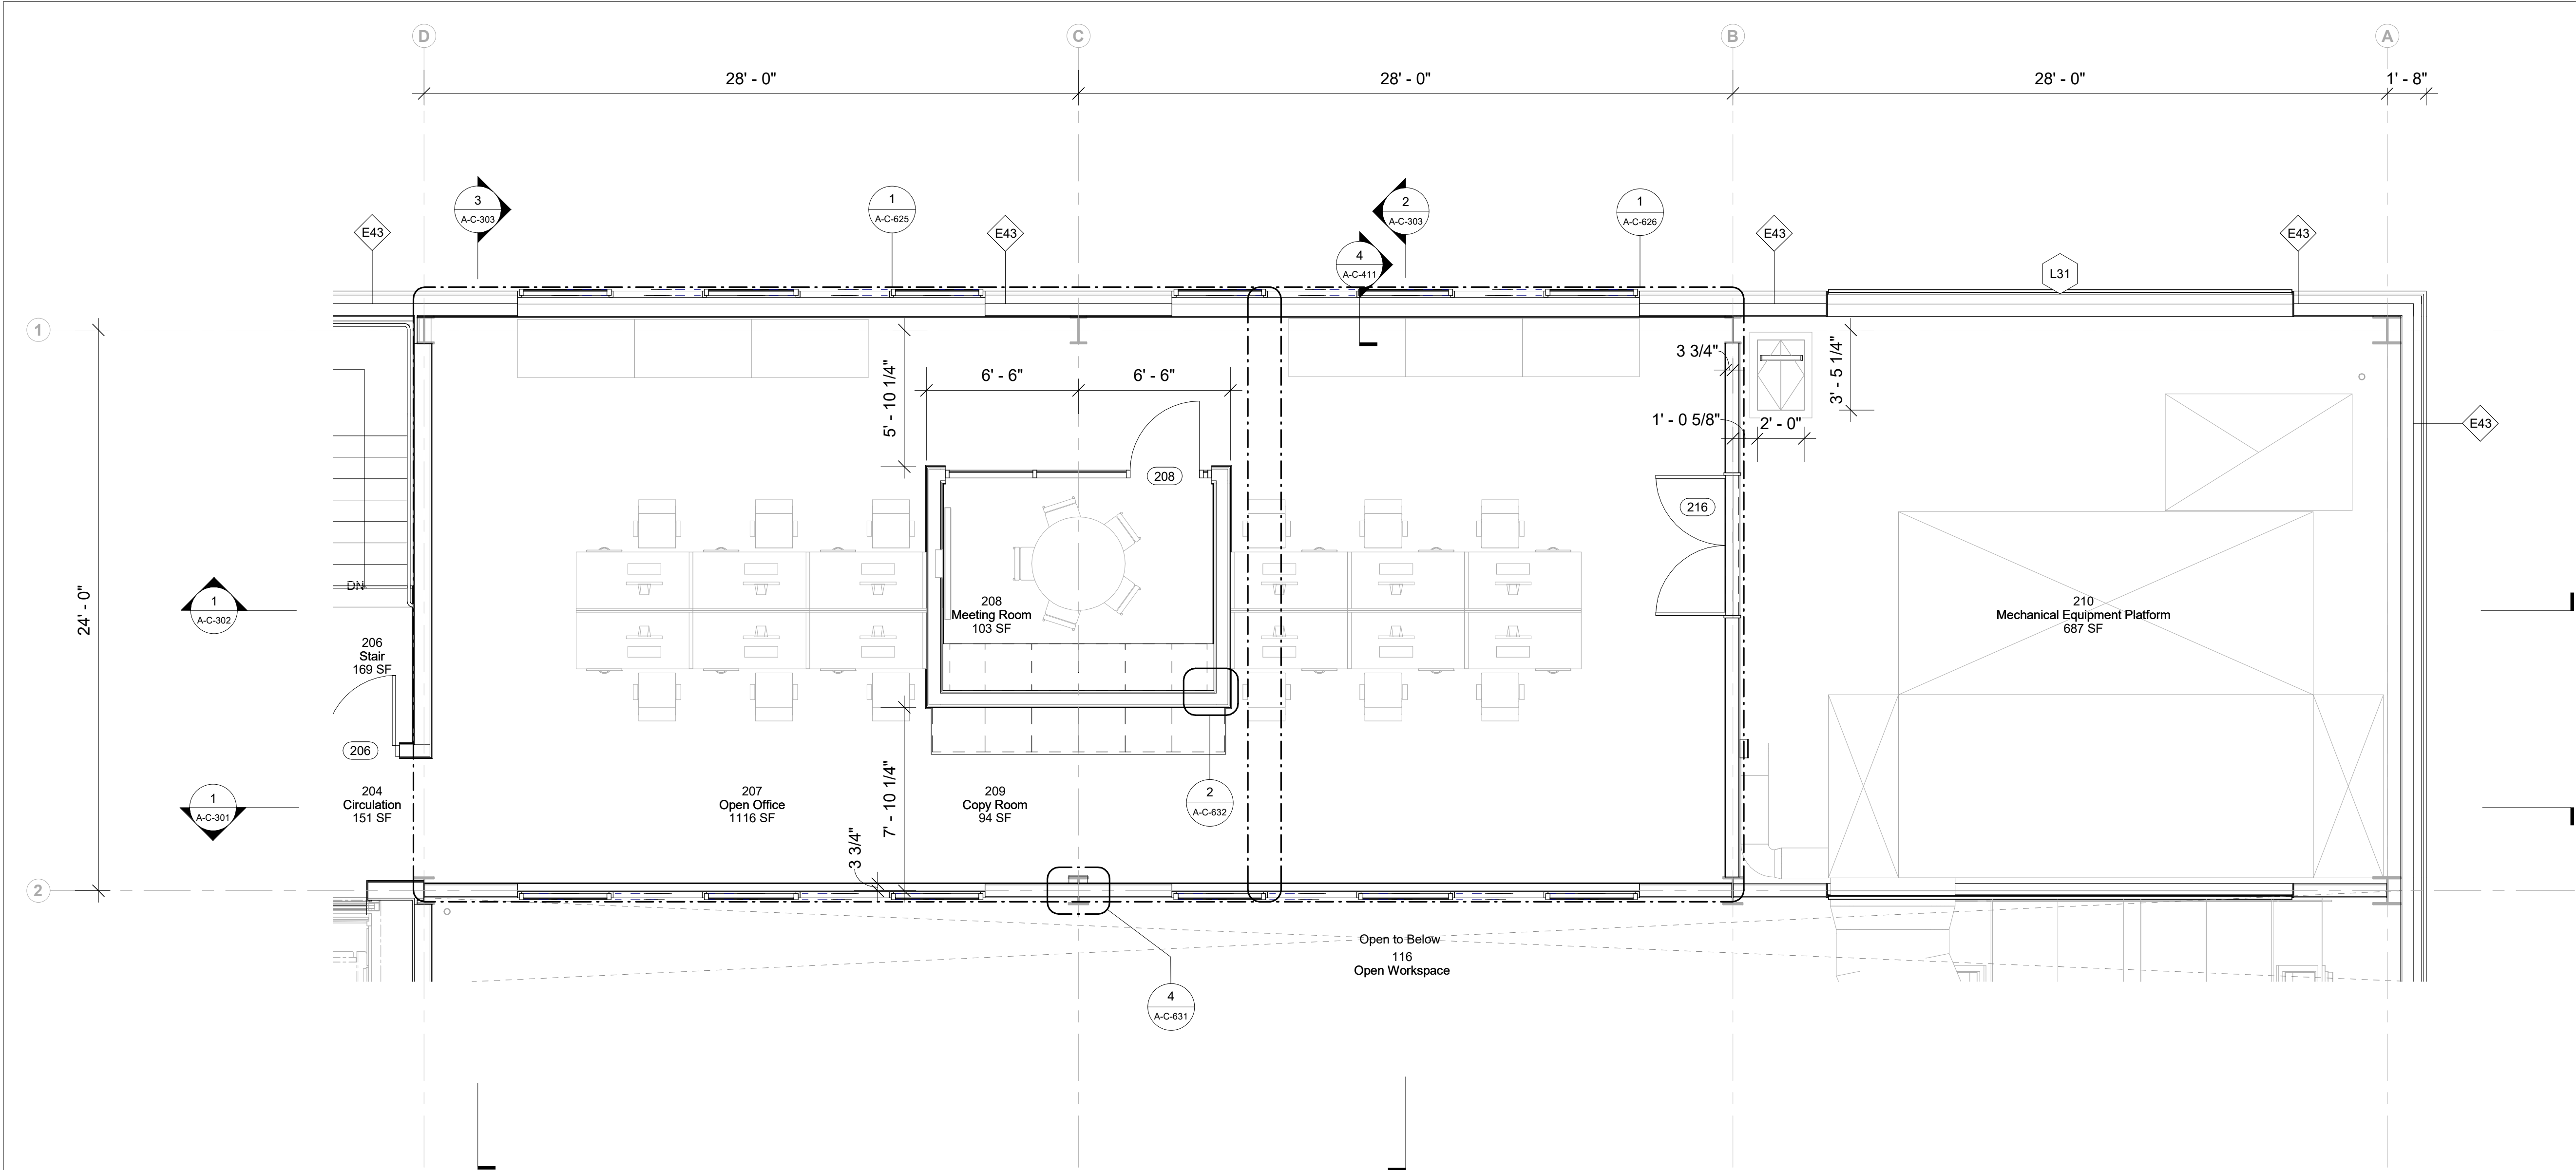 D
C
B
A
28' - 0"
28' - 0"
28' - 0"
1' - 8"
3
A-C-303
1
A-C-625
2
A-C-303
1
A-C-626
E43
E43
4
A-C-411
E43
E43
L31
1
3 3/4"
3' - 5 1/4"
6' - 6"
6' - 6"
5' - 10 1/4"
1' - 0 5/8"
2' - 0"
E43
208
216
24' - 0"
DN
1
A-C-302
208
Meeting Room
103 SF
210
Mechanical Equipment Platform
687 SF
206
Stair
169 SF
206
204
Circulation
151 SF
1
A-C-301
207
Open Office
1116 SF
209
Copy Room
94 SF
2
A-C-632
7' - 10 1/4"
3 3/4"
2
Open to Below
116
Open Workspace
4
A-C-631